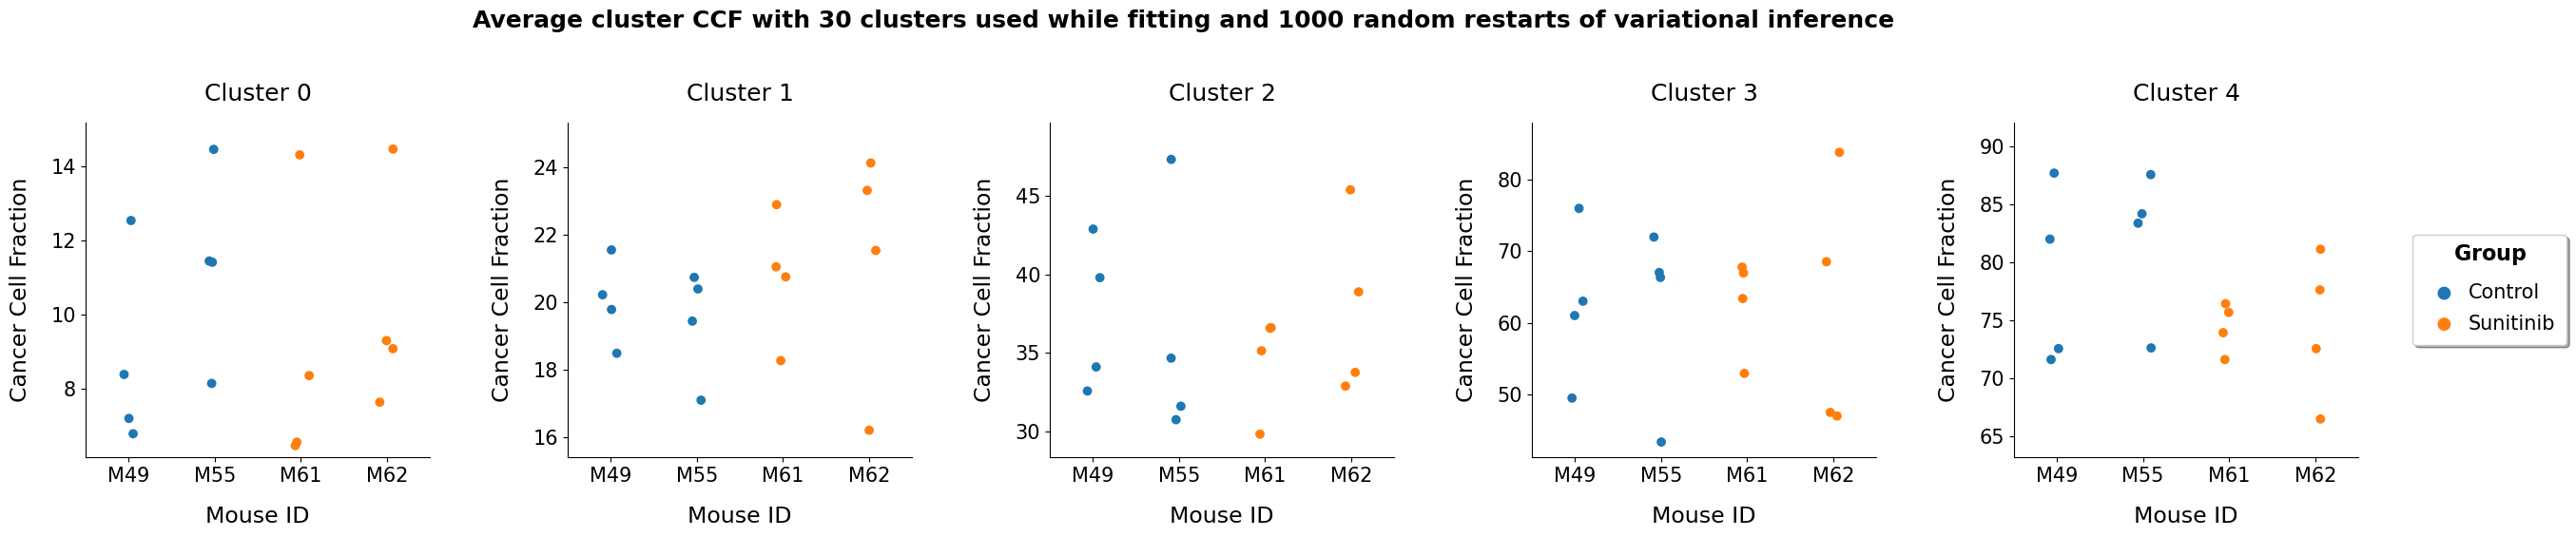 Average cluster CCF with 30 clusters used while fitting and 1000 random restarts of variational inference
Cluster 0
Cancer Cell Fraction
14
12
10
8
M49 M55 M61 M62
Mouse ID
Cluster 1
Cancer Cell Fraction
24
22
20
18
16
M49 M55 M61 M62
Mouse ID
Cluster 2
Cancer Cell Fraction
45
40
35
30
M49 M55 M61 M62
Mouse ID
Cluster 3
Cancer Cell Fraction
80
70
60
50
M49 M55 M61 M62
Mouse ID
Cluster 4
Cancer Cell Fraction
90
85
80
75
70
65
M49 M55 M61 M62
Mouse ID
Group
Control
Sunitinib